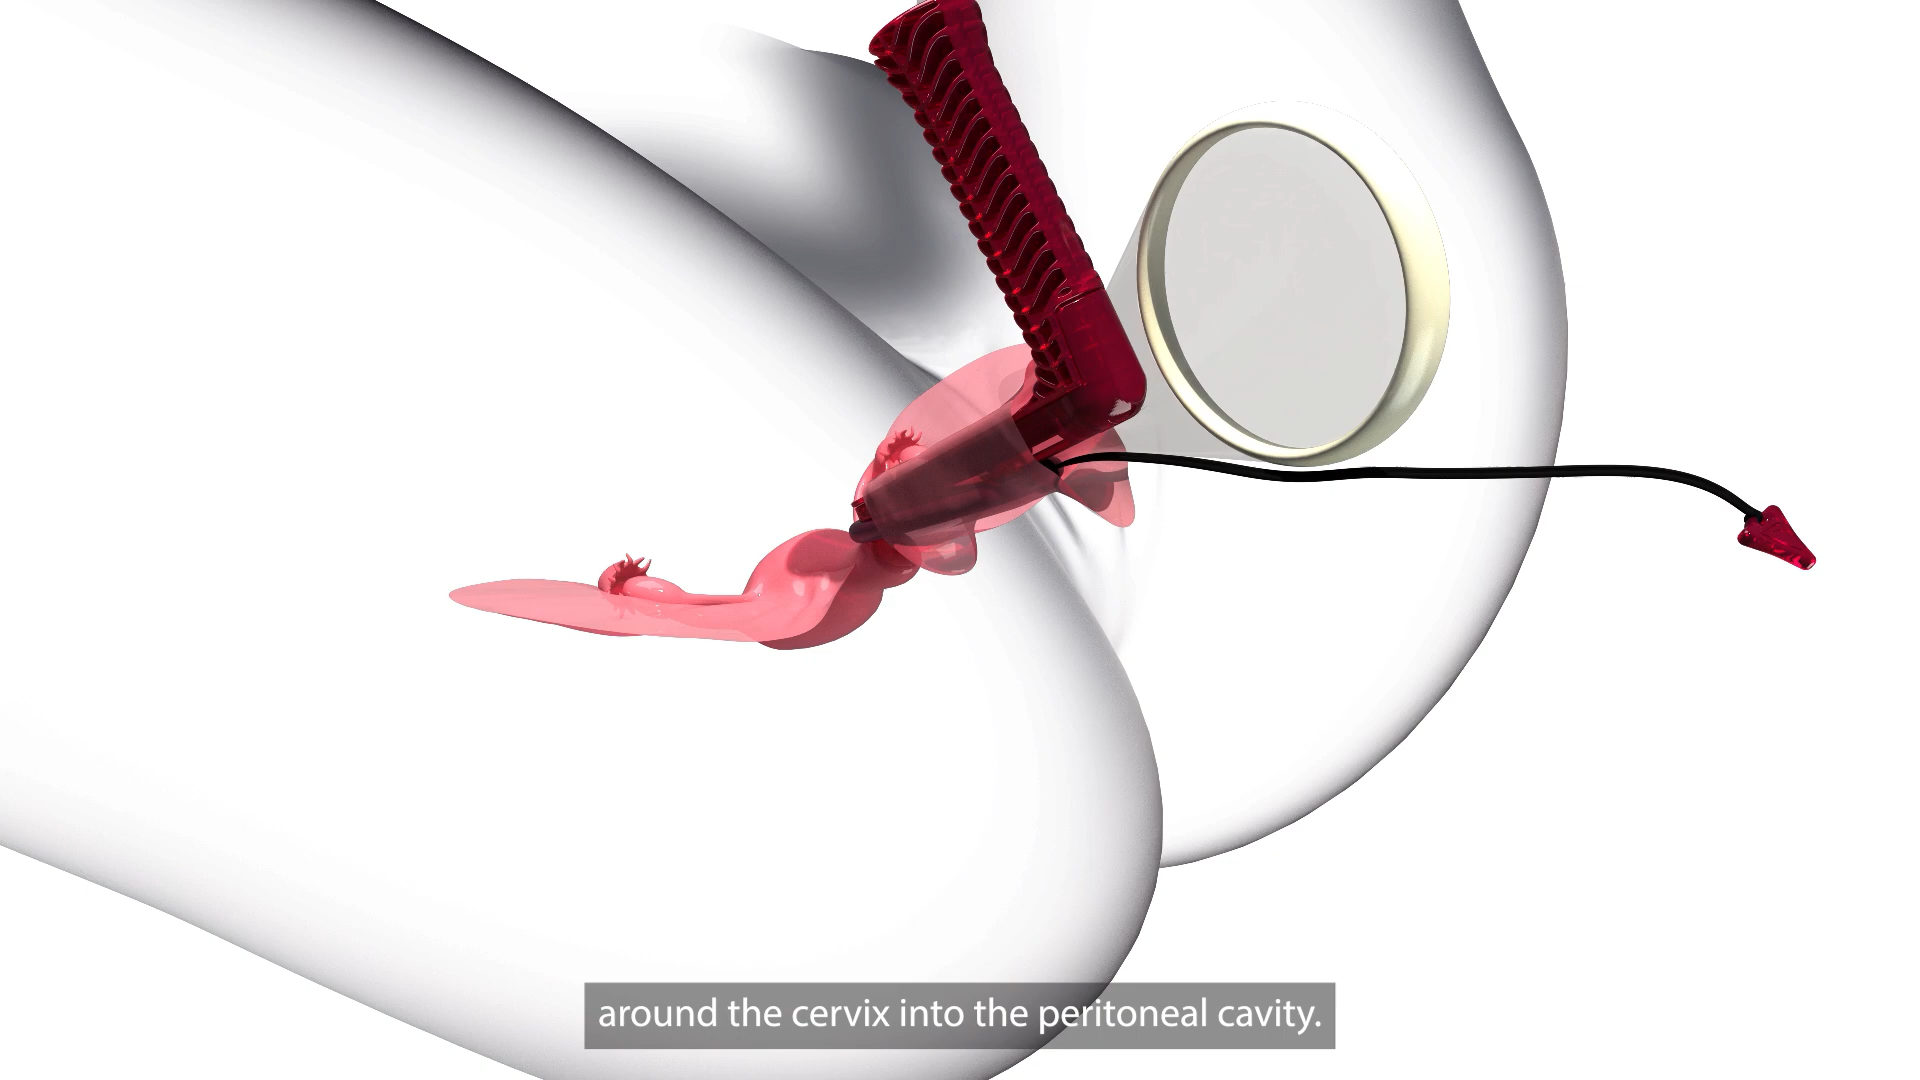 around the cervix into the peritoneal cavity.